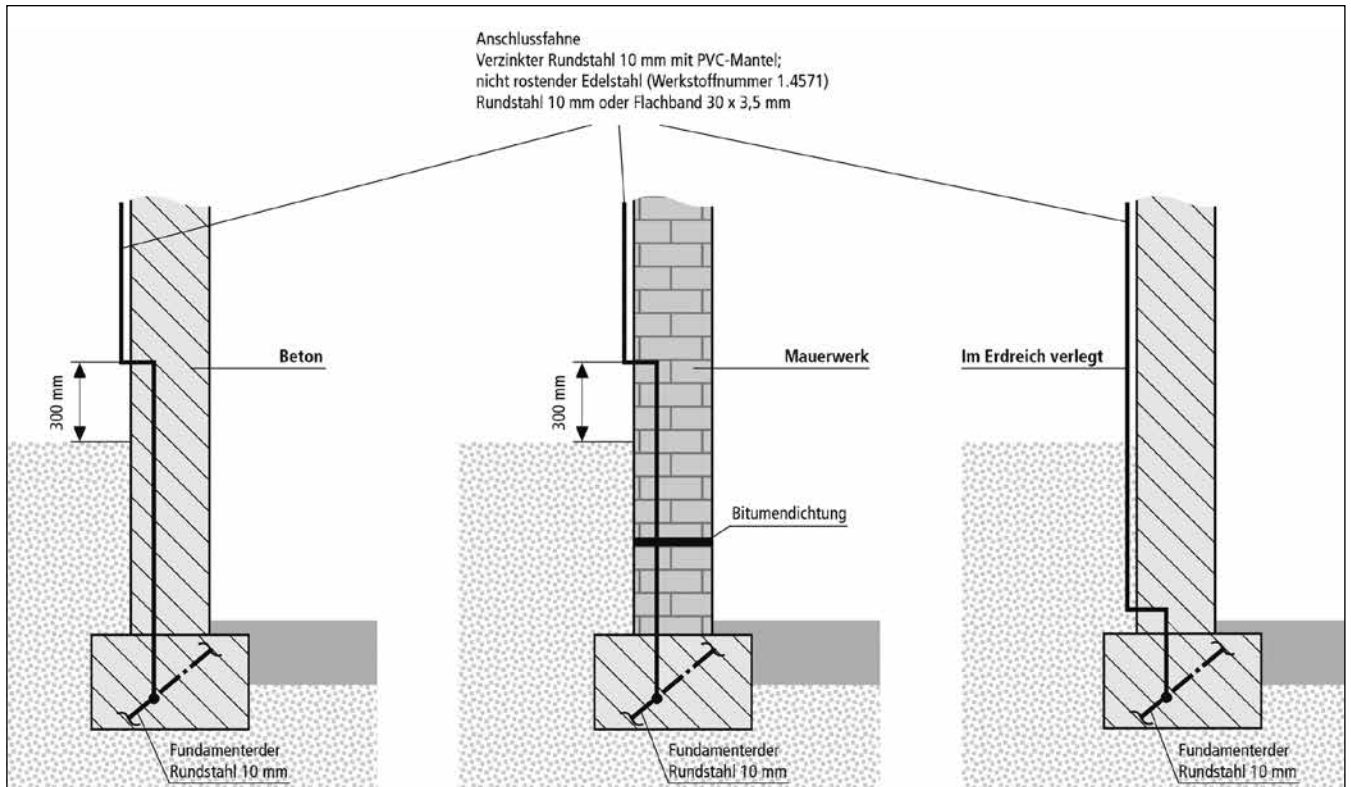 Anschlussfahne
Verzinkter Rundstahl 10 mm mit PVC-Mantel;
nicht rostender Edelstahl (Werkstoffnummer 1.4571)
Rundstahl 10 mm oder Flachband 30 x 3,5 mm
Beton
300 mm
Fundamenterder
Rundstahl 10 mm
Mauerwerk
300 mm
Bitumendichtung
Fundamenterder
Rundstahl 10 mm
Im Erdreich verlegt
Fundamenterder
Rundstahl 10 mm